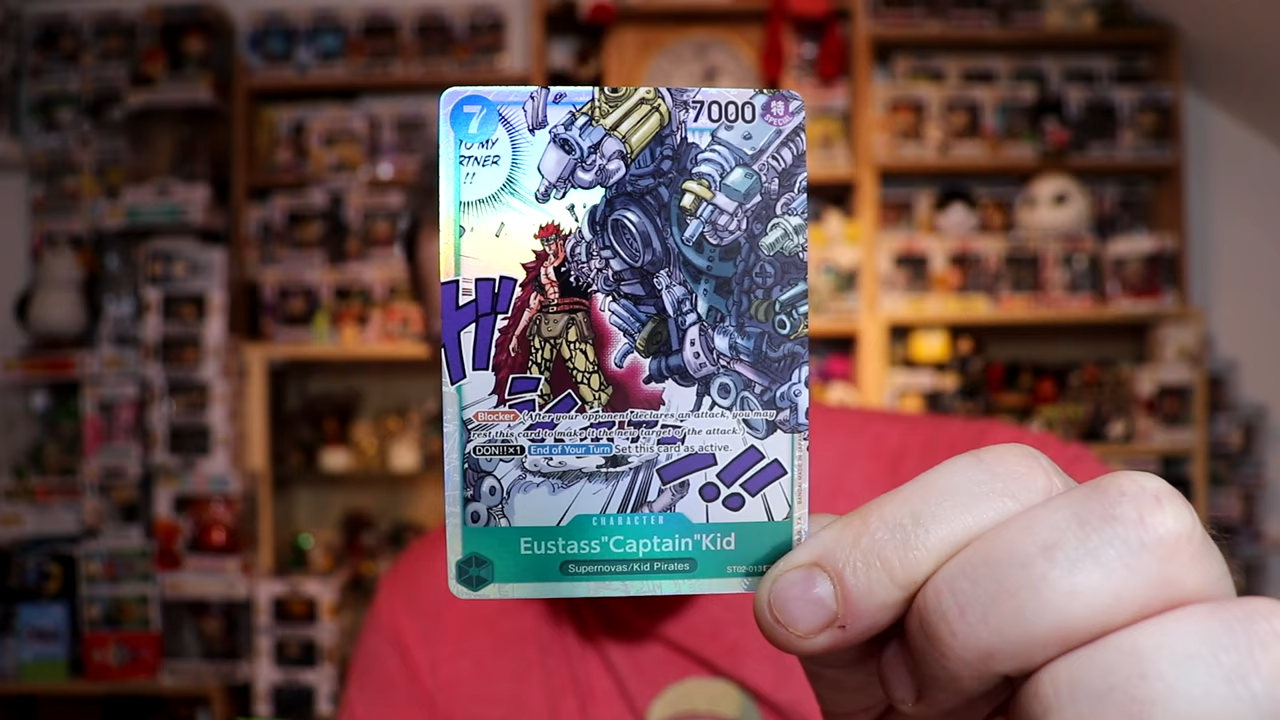 7
7000
特
SPECIAL
TO MY
RTNER
!!
Blocker (After your opponent declares an attack, you may
rest this card to make it the new target of the attack.)
DON!!×1 End of Your Turn Set this card as active.
CHARACTER
Eustass"Captain"Kid
Supernovas/Kid Pirates
ST02-013